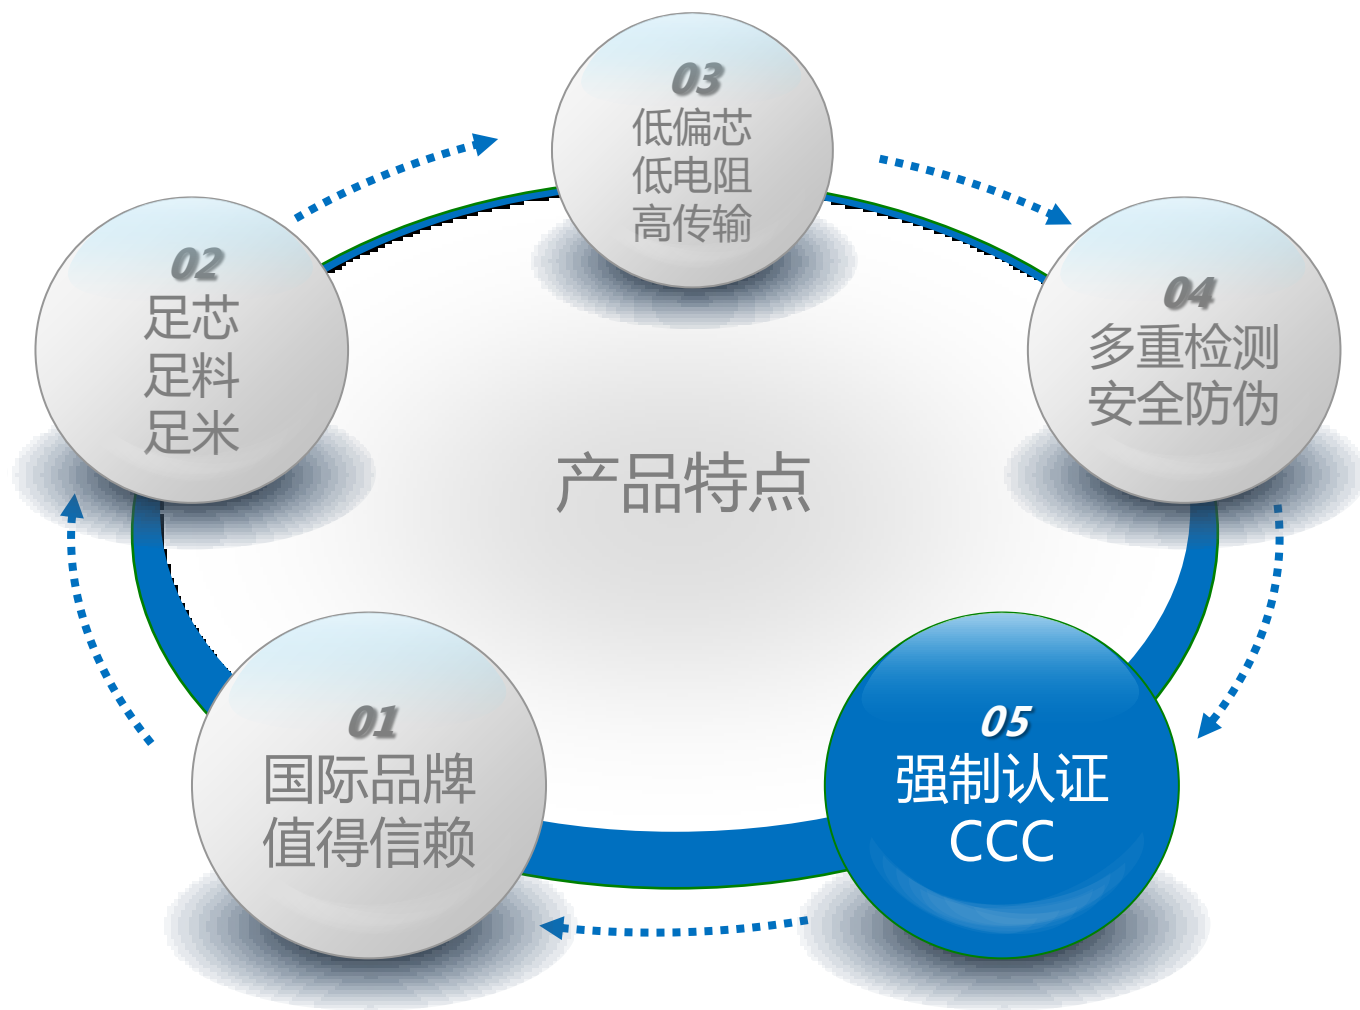 03
低偏芯
低电阻
高传输
02
足芯
足料
足米
04
多重检测
安全防伪
产品特点
01
国际品牌
值得信赖
05
强制认证
CCC